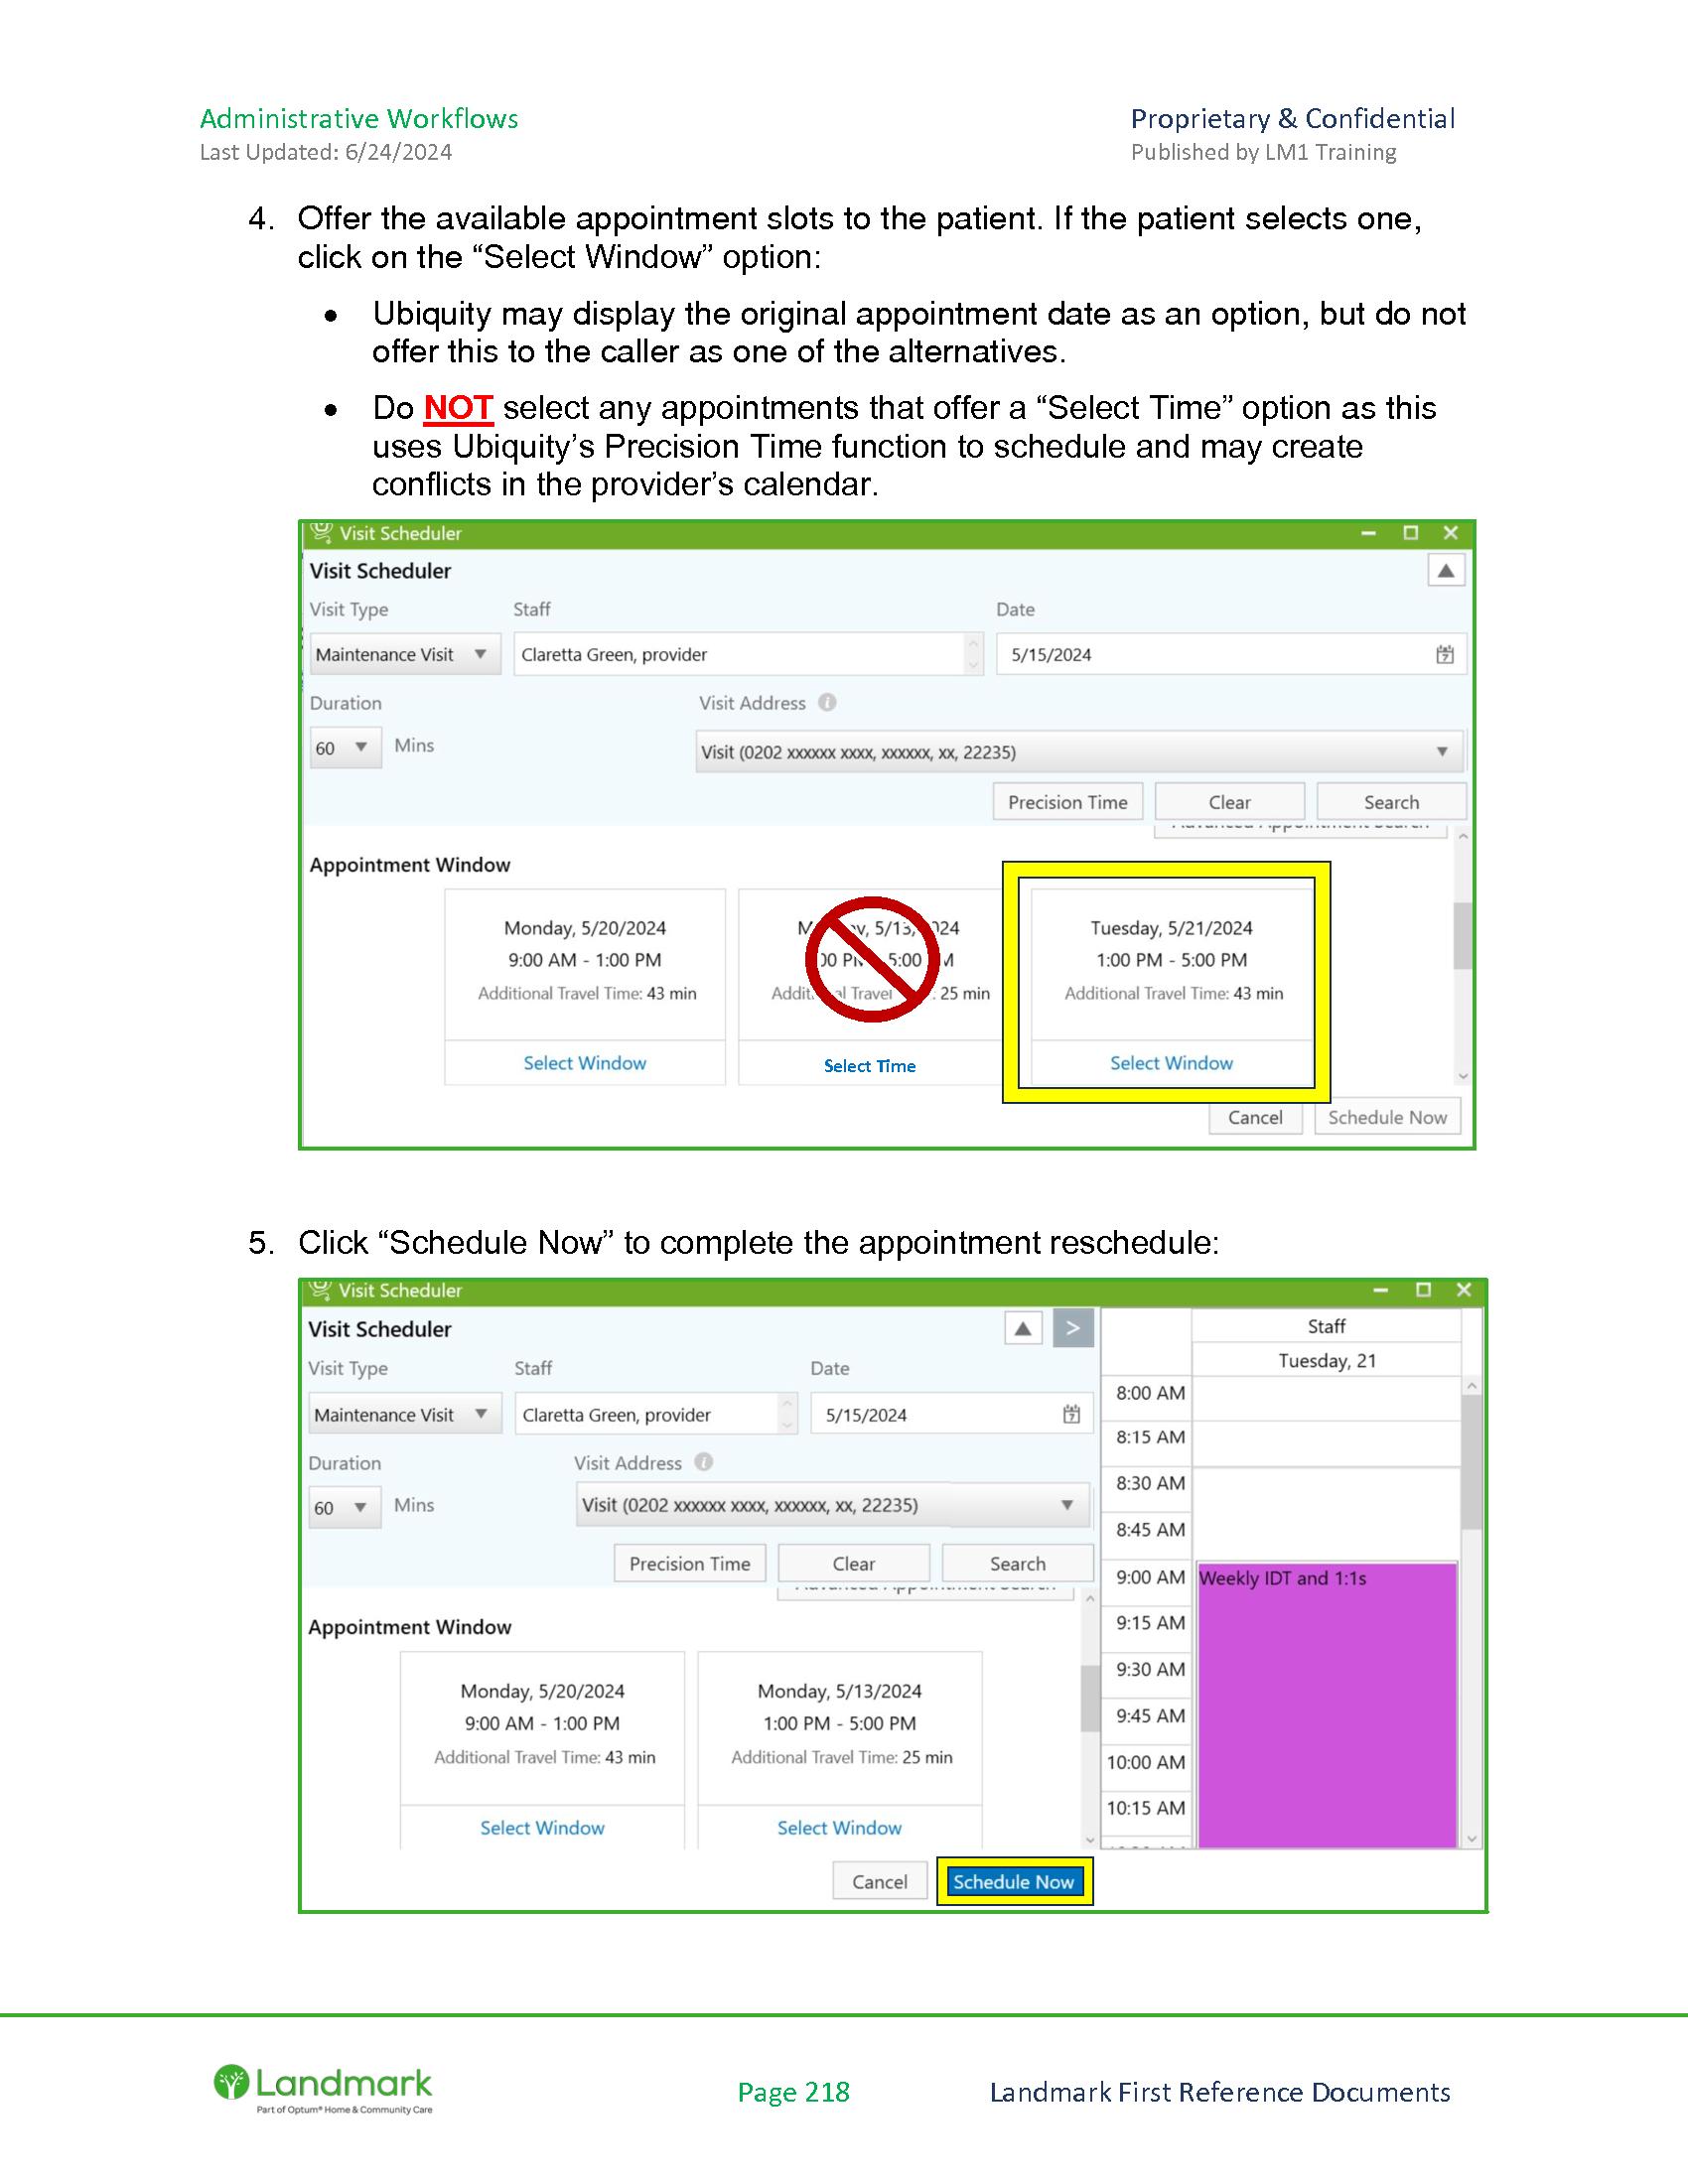 Administrative Workflows
Proprietary & Confidential
Last Updated: 6/24/2024
Published by LM1 Training
4. Offer the available appointment slots to the patient. If the patient selects one,
click on the “Select Window” option:
• Ubiquity may display the original appointment date as an option, but do not
offer this to the caller as one of the alternatives.
• Do NOT select any appointments that offer a “Select Time” option as this
uses Ubiquity’s Precision Time function to schedule and may create
conflicts in the provider’s calendar.
Visit Scheduler
Visit Scheduler
Visit Type Staff Date
Maintenance Visit Claretta Green, provider 5/15/2024
Duration Visit Address
60 Mins Visit (0202 xxxxxx xxxx, xxxxxx, xx, 22235)
Precision Time Clear Search
Advanced Appointment Search
Appointment Window
Monday, 5/20/2024
9:00 AM - 1:00 PM
Additional Travel Time: 43 min
Select Window
25 min
Select Time
Tuesday, 5/21/2024
1:00 PM - 5:00 PM
Additional Travel Time: 43 min
Select Window
Cancel Schedule Now
5. Click “Schedule Now” to complete the appointment reschedule:
Visit Scheduler
Visit Scheduler
Visit Type Staff Date
Maintenance Visit Claretta Green, provider 5/15/2024
Duration Visit Address
60 Mins Visit (0202 xxxxxx xxxx, xxxxxx, xx, 22235)
Precision Time Clear Search
Advanced Appointment Search
Appointment Window
Monday, 5/20/2024
9:00 AM - 1:00 PM
Additional Travel Time: 43 min
Select Window
Monday, 5/13/2024
1:00 PM - 5:00 PM
Additional Travel Time: 25 min
Select Window
Cancel Schedule Now
Staff
Tuesday, 21
8:00 AM
8:15 AM
8:30 AM
8:45 AM
9:00 AM Weekly IDT and 1:1s
9:15 AM
9:30 AM
9:45 AM
10:00 AM
10:15 AM
Landmark
Part of Optum® Home & Community Care
Page 218
Landmark First Reference Documents